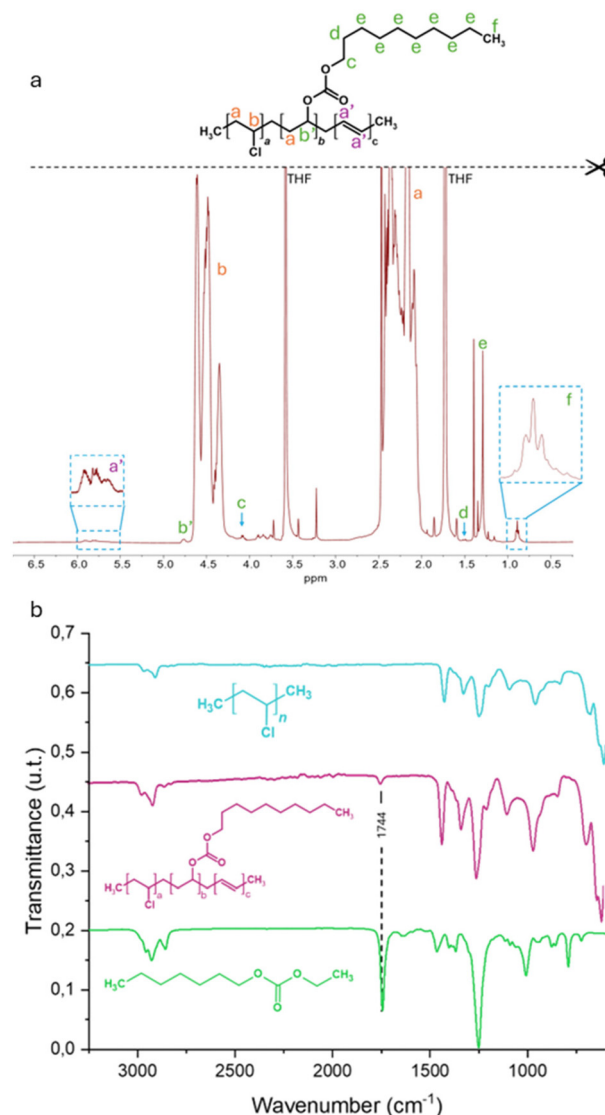 a
e e e e f
d e e e CH₃
O c
O O
a b O a'
H₃C [ ]a [ ]b [ ]c CH₃
Cl a b' a'
THF THF
a
b
e
f
a'
b' c d
6.5 6.0 5.5 5.0 4.5 4.0 3.5 3.0 2.5 2.0 1.5 1.0 0.5
ppm
b
0,7
0,6
0,5
0,4
0,3
0,2
0,1
0,0
Transmittance (u.t.)
H₃C [ ]n CH₃
Cl
CH₃
O
O O
O
H₃C [ ]a [ ]b [ ]c CH₃
Cl
1744
H₃C O O CH₃
O
3000 2500 2000 1500 1000
Wavenumber (cm⁻¹)